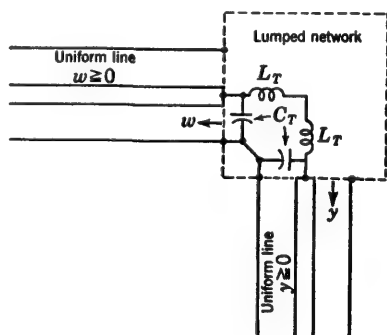 Uniform line
w ≧ 0
Lumped network
L_T
w
C_T
L_T
y
Uniform line
y ≧ 0